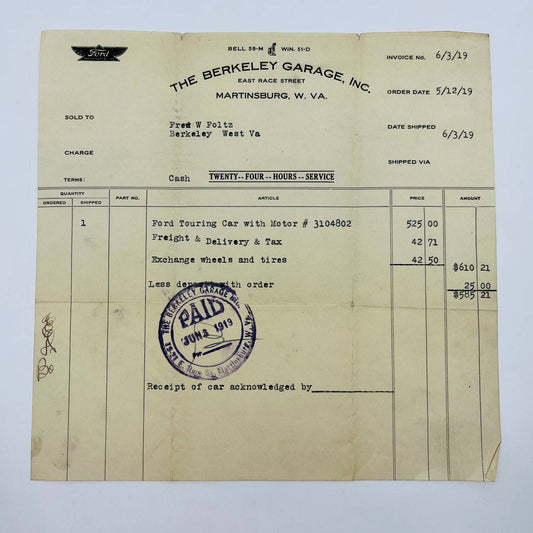 Ford
BELL 59-M WIN. 51-D
THE BERKELEY GARAGE, INC.
EAST RACE STREET
MARTINSBURG, W. VA.
INVOICE NO. 6/3/19
ORDER DATE 5/12/19
DATE SHIPPED 6/3/19
SHIPPED VIA
SOLD TO Fred W Foltz
Berkeley West Va
CHARGE
TERMS: Cash TWENTY--FOUR--HOURS--SERVICE
QUANTITY PART NO. ARTICLE PRICE AMOUNT
ORDERED SHIPPED
1 Ford Touring Car with Motor # 3104802 525 00
Freight & Delivery & Tax 42 71
Exchange wheels and tires 42 50
$610 21
Less deposit with order 25 00
$585 21
THE BERKELEY GARAGE INC.
PAID
JUN 3 1919
E. Race St. Martinsburg, W. Va.
Receipt of car acknowledged by